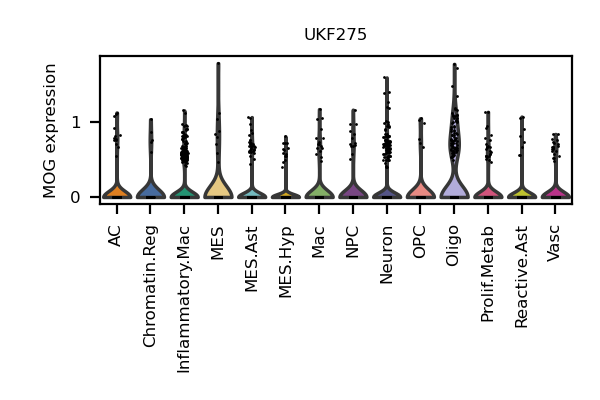 UKF275
MOG expression
1
0
AC
Chromatin.Reg
Inflammatory.Mac
MES
MES.Ast
MES.Hyp
Mac
NPC
Neuron
OPC
Oligo
Prolif.Metab
Reactive.Ast
Vasc